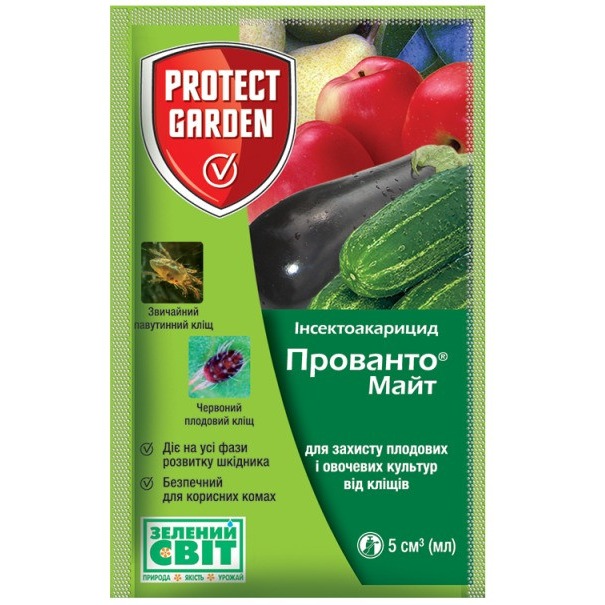 PROTECT
GARDEN
Звичайний
павутинний кліщ
Червоний
плодовий кліщ
Інсектоакарицид
Прованто®
Майт
для захисту плодових
і овочевих культур
від кліщів
Діє на усі фази
розвитку шкідника
Безпечний
для корисних комах
ЗЕЛЕНИЙ
СВІТ
ПРИРОДА ЯКІСТЬ УРОЖАЙ
5 см³ (мл)